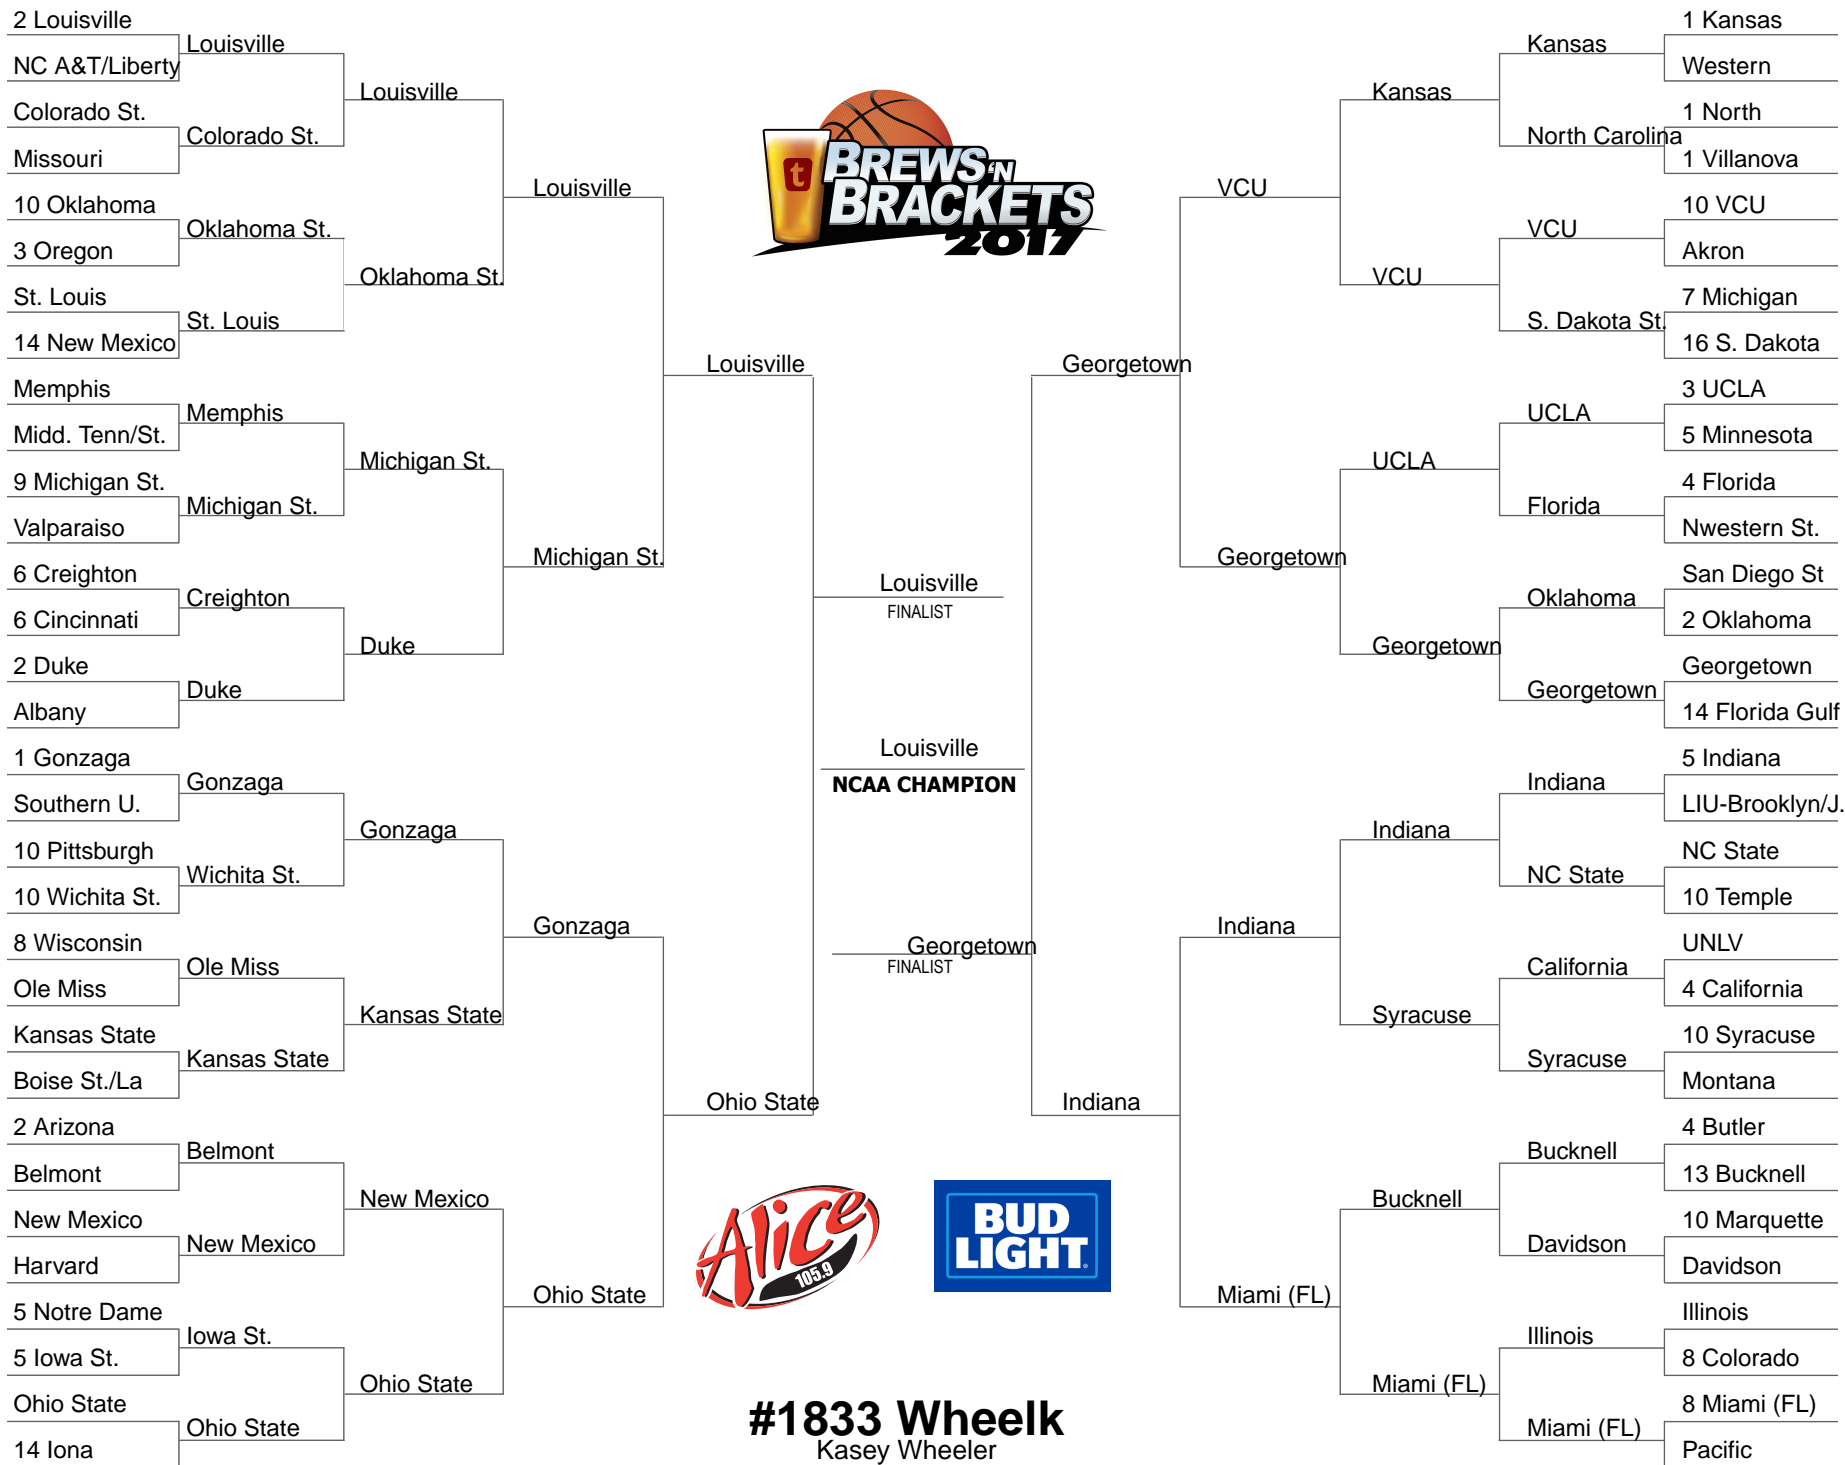 2 Louisville
NC A&T/Liberty
Colorado St.
Missouri
10 Oklahoma
3 Oregon
St. Louis
14 New Mexico
Memphis
Midd. Tenn/St.
9 Michigan St.
Valparaiso
6 Creighton
6 Cincinnati
2 Duke
Albany
1 Gonzaga
Southern U.
10 Pittsburgh
10 Wichita St.
8 Wisconsin
Ole Miss
Kansas State
Boise St./La
2 Arizona
Belmont
New Mexico
Harvard
5 Notre Dame
5 Iowa St.
Ohio State
14 Iona
Louisville
Colorado St.
Oklahoma St.
St. Louis
Memphis
Michigan St.
Creighton
Duke
Gonzaga
Wichita St.
Ole Miss
Kansas State
Belmont
New Mexico
Iowa St.
Ohio State
Louisville
Oklahoma St.
Michigan St.
Duke
Gonzaga
Kansas State
New Mexico
Ohio State
Louisville
Michigan St.
Gonzaga
Ohio State
Louisville
Ohio State
t
BREWS 'N
BRACKETS
2017
Louisville
FINALIST
Louisville
NCAA CHAMPION
Georgetown
FINALIST
Alice
105.9
BUD
LIGHT
#1833 Wheelk
Kasey Wheeler
Georgetown
Indiana
VCU
Georgetown
Indiana
Miami (FL)
Kansas
VCU
UCLA
Georgetown
Indiana
Syracuse
Bucknell
Miami (FL)
Kansas
North Carolina
VCU
S. Dakota St.
UCLA
Florida
Oklahoma
Georgetown
Indiana
NC State
California
Syracuse
Bucknell
Davidson
Illinois
Miami (FL)
1 Kansas
Western
1 North
1 Villanova
10 VCU
Akron
7 Michigan
16 S. Dakota
3 UCLA
5 Minnesota
4 Florida
Nwestern St.
San Diego St
2 Oklahoma
Georgetown
14 Florida Gulf
5 Indiana
LIU-Brooklyn/J.
NC State
10 Temple
UNLV
4 California
10 Syracuse
Montana
4 Butler
13 Bucknell
10 Marquette
Davidson
Illinois
8 Colorado
8 Miami (FL)
Pacific